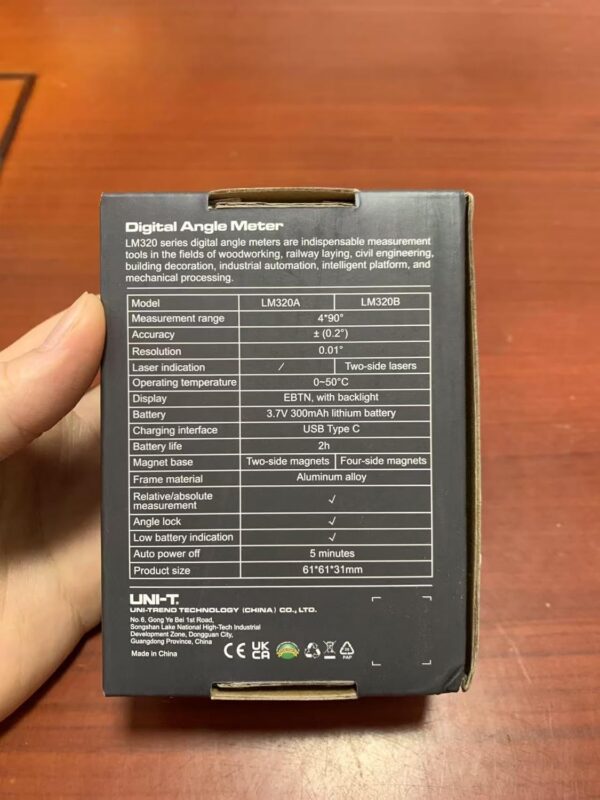 Digital Angle Meter
LM320 series digital angle meters are indispensable measurement
tools in the fields of woodworking, railway laying, civil engineering,
building decoration, industrial automation, intelligent platform, and
mechanical processing.
Model LM320A LM320B
Measurement range 4*90°
Accuracy ± (0.2°)
Resolution 0.01°
Laser indication / Two-side lasers
Operating temperature 0~50°C
Display EBTN, with backlight
Battery 3.7V 300mAh lithium battery
Charging interface USB Type C
Battery life 2h
Magnet base Two-side magnets Four-side magnets
Frame material Aluminum alloy
Relative/absolute
measurement √
Angle lock √
Low battery indication √
Auto power off 5 minutes
Product size 61*61*31mm
UNI-T.
UNI-TREND TECHNOLOGY (CHINA) CO., LTD.
No.6, Gong Ye Bei 1st Road,
Songshan Lake National High-Tech Industrial
Development Zone, Dongguan City,
Guangdong Province, China
Made in China
CE UK CA PAP